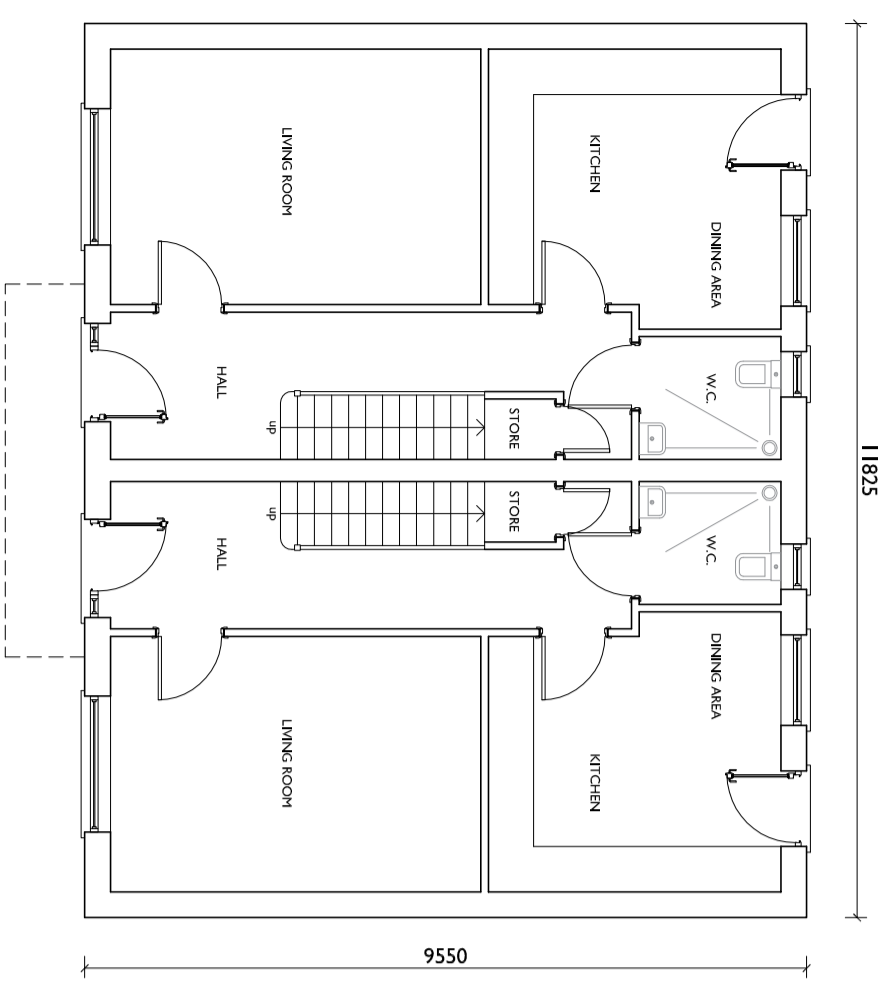 LIVING ROOM
KITCHEN
DINING AREA
HALL
up
STORE
W.C.
11825
HALL
up
STORE
W.C.
LIVING ROOM
KITCHEN
DINING AREA
9550